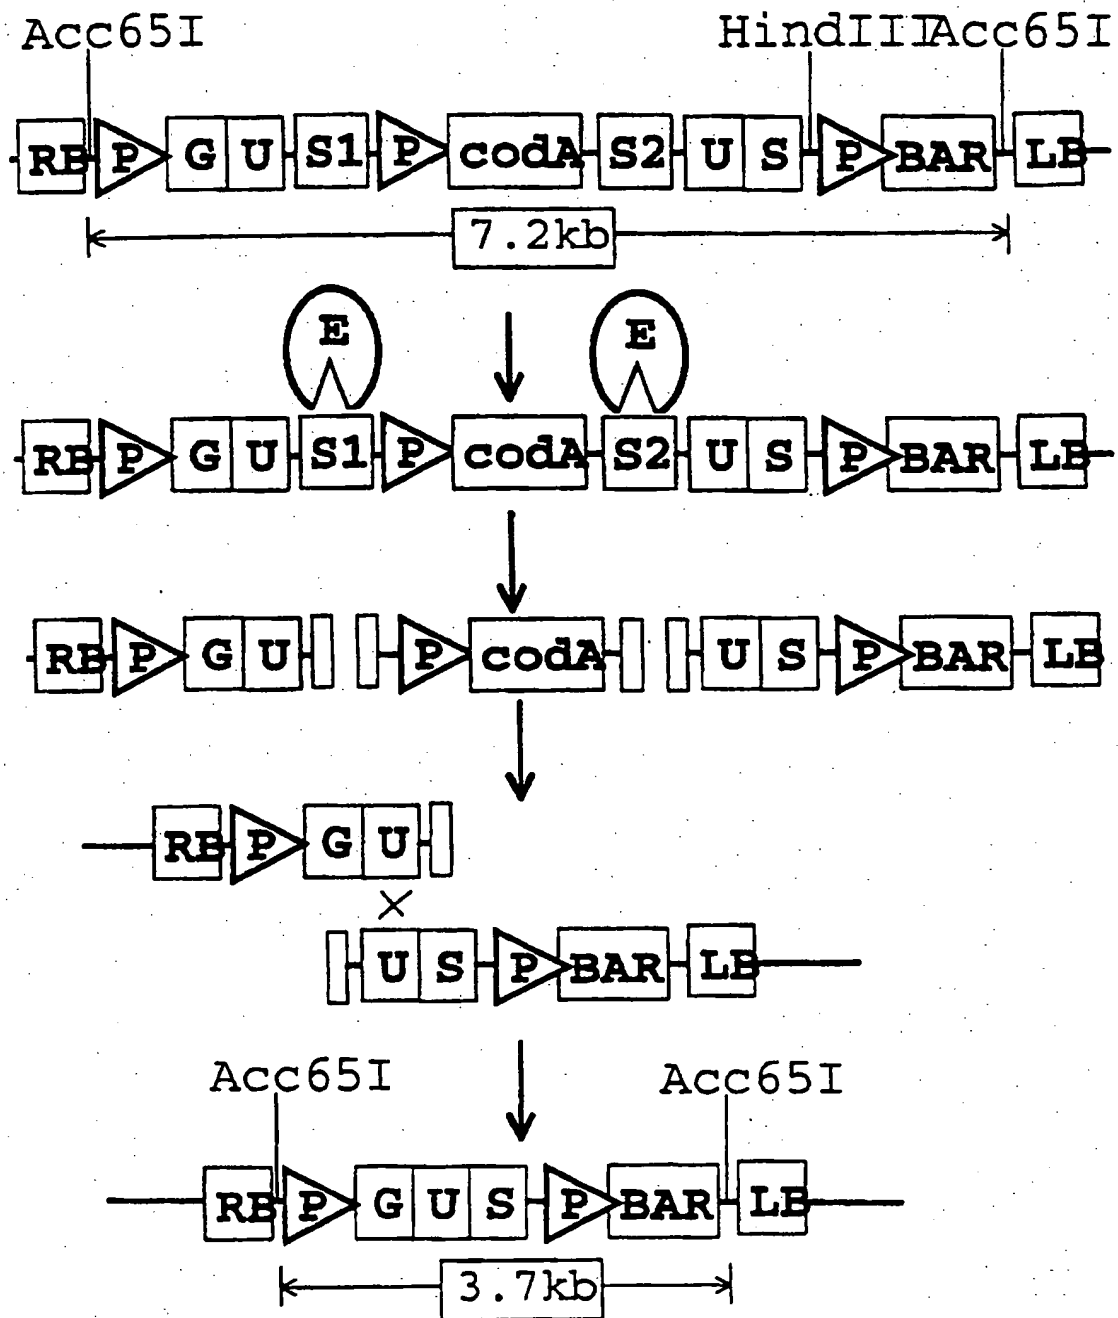 Acc65I HindIII Acc65I
RB P G U S1 P codA S2 U S P BAR LB
7.2kb
E E
RB P G U S1 P codA S2 U S P BAR LB
RB P G U P codA U S P BAR LB
RB P G U
U S P BAR LB
Acc65I Acc65I
RB P G U S P BAR LB
3.7kb